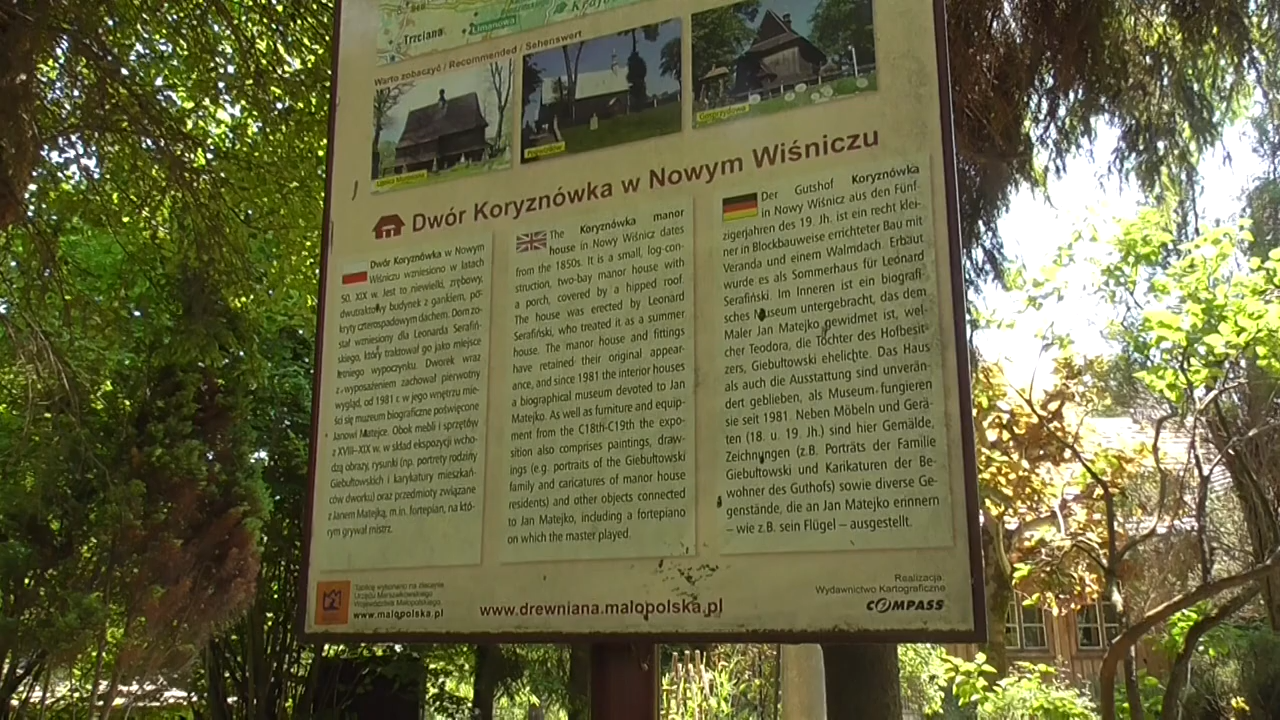 Trzciana
Limanowa
Warto zobaczyć / Recommended / Sehenswert
Dwór Koryznówka w Nowym Wiśniczu
Dwór Koryznówka w Nowym
Wiśniczu wzniesiono w latach
50. XIX w. Jest to niewielki, zrębowy,
dwutraktowy budynek z gankiem, po-
kryty czterospadowym dachem. Dom zo-
stał wzniesiony dla Leonarda Serafiń-
skiego, który traktował go jako miejsce
letniego wypoczynku. Dworek wraz
z wyposażeniem zachował pierwotny
wygląd, od 1981 r. w jego wnętrzu mie-
ści się muzeum biograficzne poświęcone
Janowi Matejce. Obok mebli i sprzętów
z XVIII–XIX w. w skład ekspozycji wcho-
dzą obrazy, rysunki (np. portrety rodziny
Giebułtowskich i karykatury mieszkań-
ców dworku) oraz przedmioty związane
z Janem Matejką, m.in. fortepian, na któ-
rym grywał mistrz.
The Koryznówka manor
house in Nowy Wiśnicz dates
from the 1850s. It is a small, log-con-
struction, two-bay manor house with
a porch, covered by a hipped roof.
The house was erected by Leonard
Serafiński, who treated it as a summer
house. The manor house and fittings
have retained their original appear-
ance, and since 1981 the interior houses
a biographical museum devoted to Jan
Matejko. As well as furniture and equip-
ment from the C18th-C19th the expo-
sition also comprises paintings, draw-
ings (e.g. portraits of the Giebułtowski
family and caricatures of manor house
residents) and other objects connected
to Jan Matejko, including a fortepiano
on which the master played.
Der Gutshof Koryznówka
in Nowy Wiśnicz aus den Fünf-
zigerjahren des 19. Jh. ist ein recht klei-
ner in Blockbauweise errichteter Bau mit
Veranda und einem Walmdach. Erbaut
wurde es als Sommerhaus für Leonard
Serafiński. Im Inneren ist ein biografi-
sches Museum untergebracht, das dem
Maler Jan Matejko gewidmet ist, wel-
cher Teodora, die Tochter des Hofbesit-
zers, Giebułtowski ehelichte. Das Haus
als auch die Ausstattung sind unverän-
dert geblieben, als Museum fungieren
sie seit 1981. Neben Möbeln und Gerä-
ten (18. u. 19. Jh.) sind hier Gemälde,
Zeichnungen (z.B. Porträts der Familie
Giebułtowski und Karikaturen der Be-
wohner des Guthofs) sowie diverse Ge-
genstände, die an Jan Matejko erinnern
– wie z.B. sein Flügel – ausgestellt.
Tablicę wykonano na zlecenie
Urzędu Marszałkowskiego
Województwa Małopolskiego
www.malopolska.pl
www.drewniana.malopolska.pl
Realizacja:
Wydawnictwo Kartograficzne
COMPASS